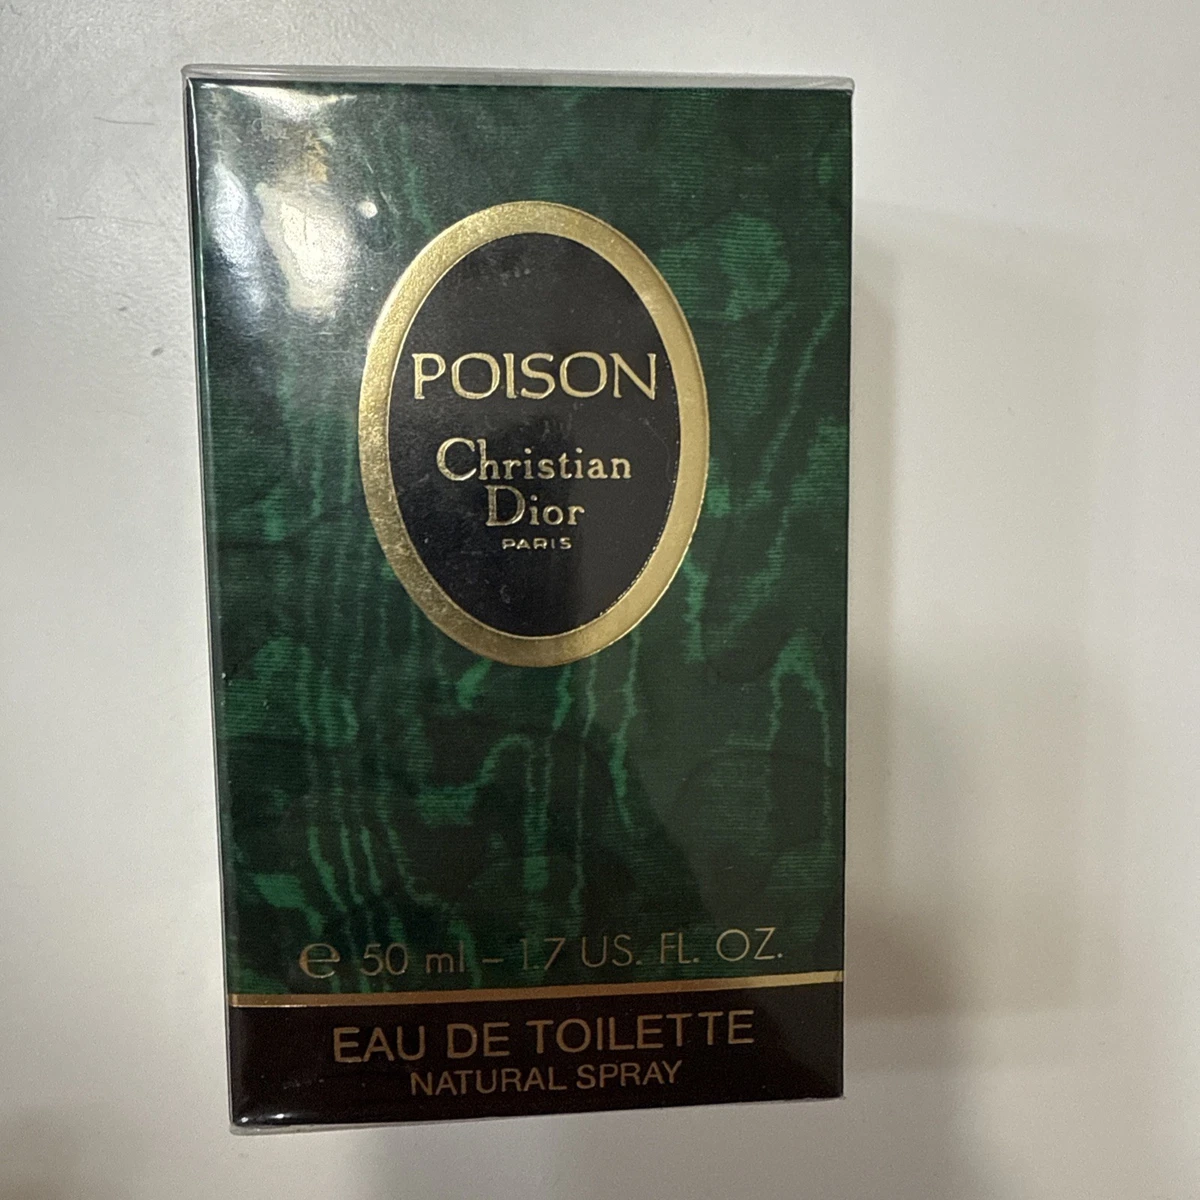 POISON
Christian
Dior
PARIS
℮ 50 ml – 1.7 US. FL. OZ.
EAU DE TOILETTE
NATURAL SPRAY